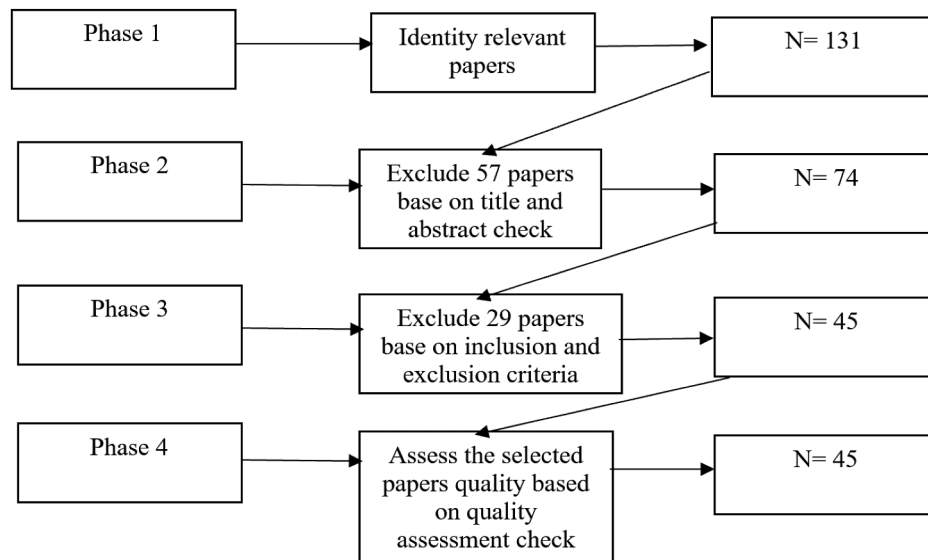 Phase 1
Identity relevant
papers
N= 131
Phase 2
Exclude 57 papers
base on title and
abstract check
N= 74
Phase 3
Exclude 29 papers
base on inclusion and
exclusion criteria
N= 45
Phase 4
Assess the selected
papers quality based
on quality
assessment check
N= 45